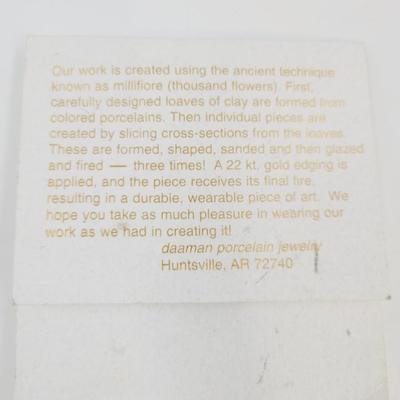 Our work is created using the ancient technique
known as millifiore (thousand flowers). First,
carefully designed loaves of clay are formed from
colored porcelains. Then individual pieces are
created by slicing cross-sections from the loaves.
These are formed, shaped, sanded and then glazed
and fired — three times! A 22 kt. gold edging is
applied, and the piece receives its final fire,
resulting in a durable, wearable piece of art. We
hope you take as much pleasure in wearing our
work as we had in creating it!
daaman porcelain jewelry
Huntsville, AR 72740